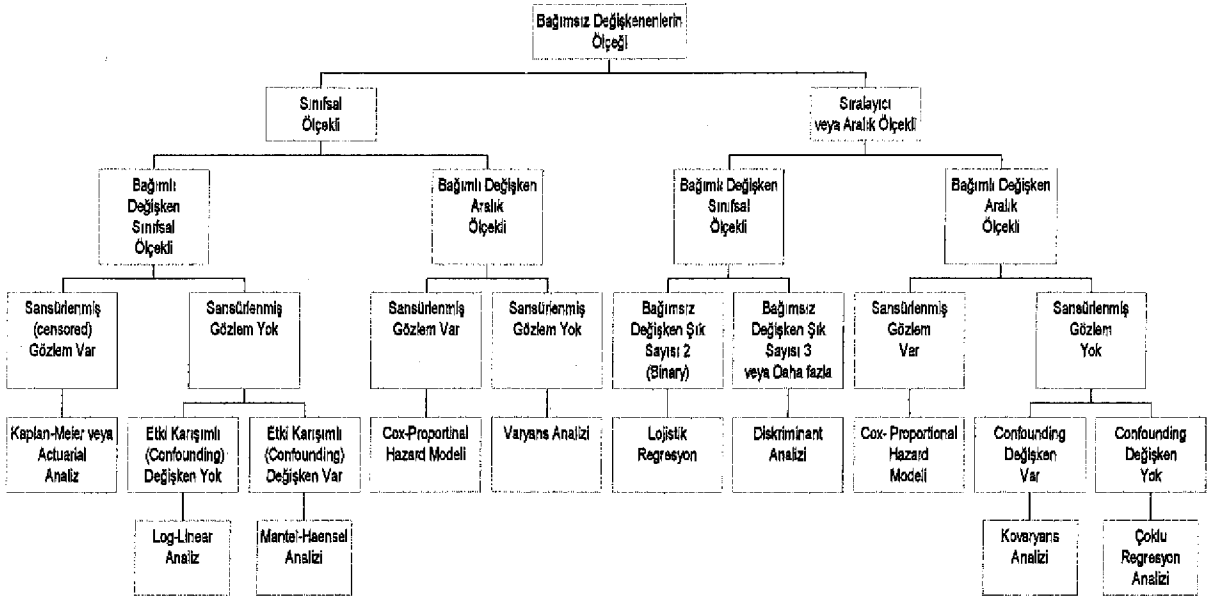 Bağımsız Değişkenenlerin
Ölçeği
Sınıfsal
Ölçekli
Sıralayıcı
veya Aralık Ölçekli
Bağımlı
Değişken
Sınıfsal
Ölçekli
Bağımlı Değişken
Aralık
Ölçekli
Bağımlı Değişken
Sınıfsal
Ölçekli
Bağımlı Değişken
Aralık
Ölçekli
Sansürlenmiş
(censored)
Gözlem Var
Sansürlenmiş
Gözlem Yok
Sansürlenmiş
Gözlem Var
Sansürlenmiş
Gözlem Yok
Bağımsız
Değişken Şık
Sayısı 2
(Binary)
Bağımsız
Değişken Şık
Sayısı 3
veya Daha fazla
Sansürlenmiş
Gözlem
Var
Sansürlenmiş
Gözlem
Yok
Kaplan-Meier veya
Actuarial
Analiz
Etki Karışımlı
(Confounding)
Değişken Yok
Etki Karışımlı
(Confounding)
Değişken Var
Cox-Proportinal
Hazard Modeli
Varyans Analizi
Lojistik
Regresyon
Diskriminant
Analizi
Cox- Proportional
Hazard
Modeli
Confounding
Değişken
Var
Confounding
Değişken
Yok
Log-Linear
Analiz
Mantel-Haensel
Analizi
Kovaryans
Analizi
Çoklu
Regresyon
Analizi